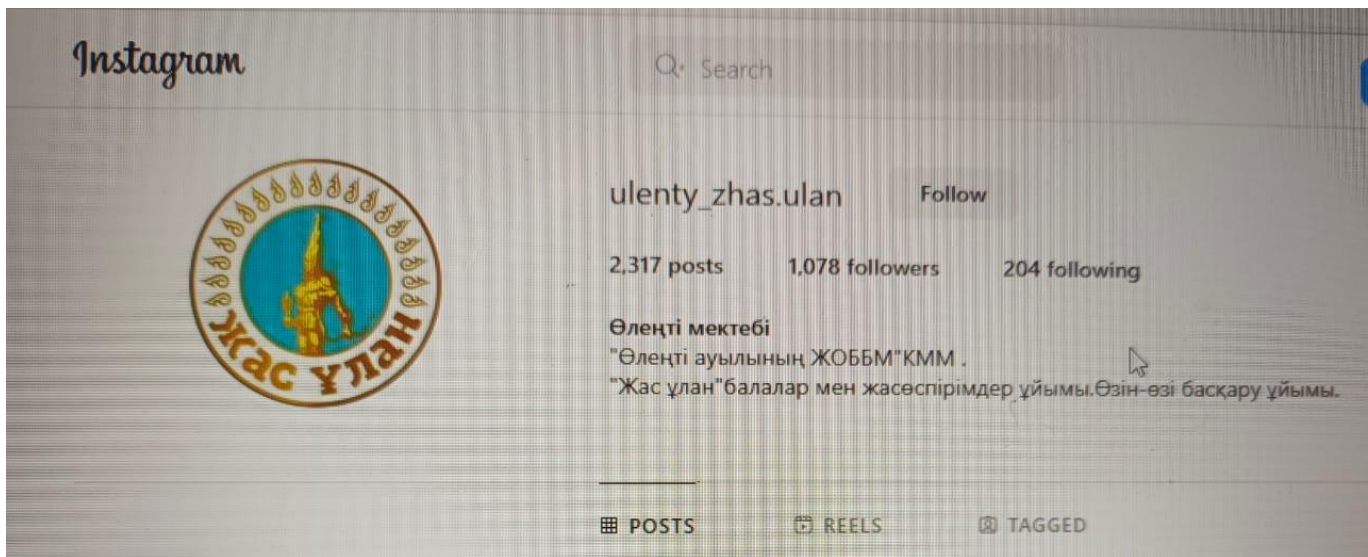 Instagram
Search
ulenty_zhas.ulan Follow
2,317 posts 1,078 followers 204 following
ЖАС ҰЛАН
Өлеңті мектебі
"Өлеңті ауылының ЖОББМ"КММ .
"Жас ұлан"балалар мен жасөспірімдер ұйымы.Өзін-өзі басқару ұйымы.
POSTS REELS TAGGED